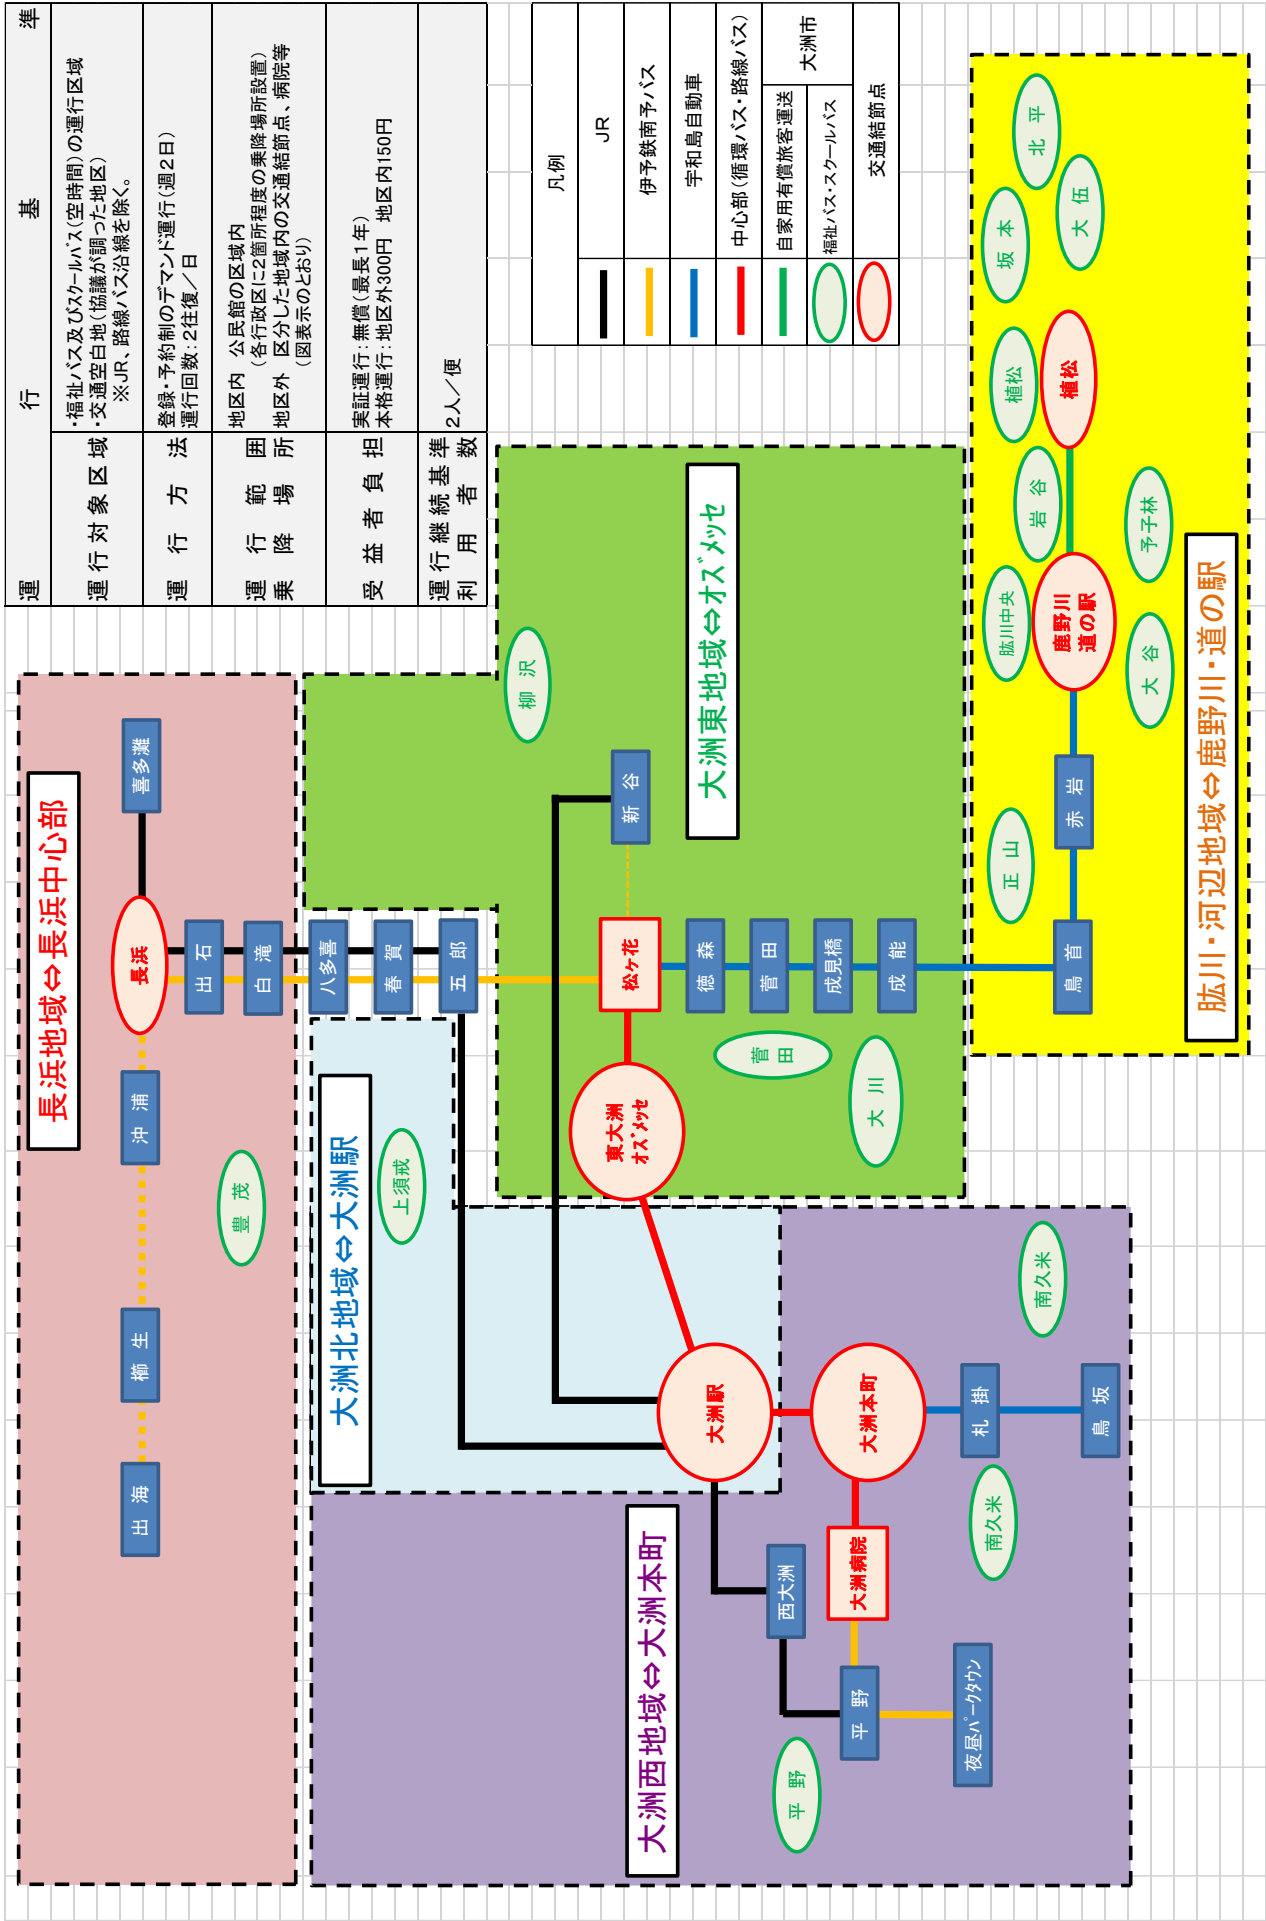 運行基準
運行対象区域
・福祉バス及びスクールバス(空時間)の運行区域
・交通空白地(協議が調った地区)
※JR、路線バス沿線を除く。
運行方法
登録・予約制のデマンド運行(週2日)
運行回数:2往復/日
運行範囲
乗降場所
地区内 公民館の区域内
(各行政区に2箇所程度の乗降場所設置)
地区外 区分した地域内の交通結節点、病院等
(図表示のとおり)
受益者負担
実証運行:無償(最長1年)
本格運行:地区外300円 地区内150円
運行継続基準
利用者数
2人/便
凡例
JR
伊予鉄南予バス
宇和島自動車
中心部(循環バス・路線バス)
自家用有償旅客運送
福祉バス・スクールバス
大洲市
交通結節点
長浜地域⇔長浜中心部
出海
櫛生
沖浦
長浜
喜多灘
豊茂
出石
白滝
八多喜
春賀
五郎
大洲北地域⇔大洲駅
上須戒
大洲駅
大洲東地域⇔オズメッセ
柳沢
新谷
松ケ花
東大洲
オズメッセ
徳森
菅田
成見橋
成能
菅田
大川
大洲西地域⇔大洲本町
西大洲
大洲病院
大洲本町
平野
平野
夜昼パークタウン
札掛
鳥坂
南久米
南久米
肱川・河辺地域⇔鹿野川・道の駅
鳥首
赤岩
正山
鹿野川
道の駅
肱川中央
大谷
岩谷
予子林
植松
植松
坂本
大伍
北平